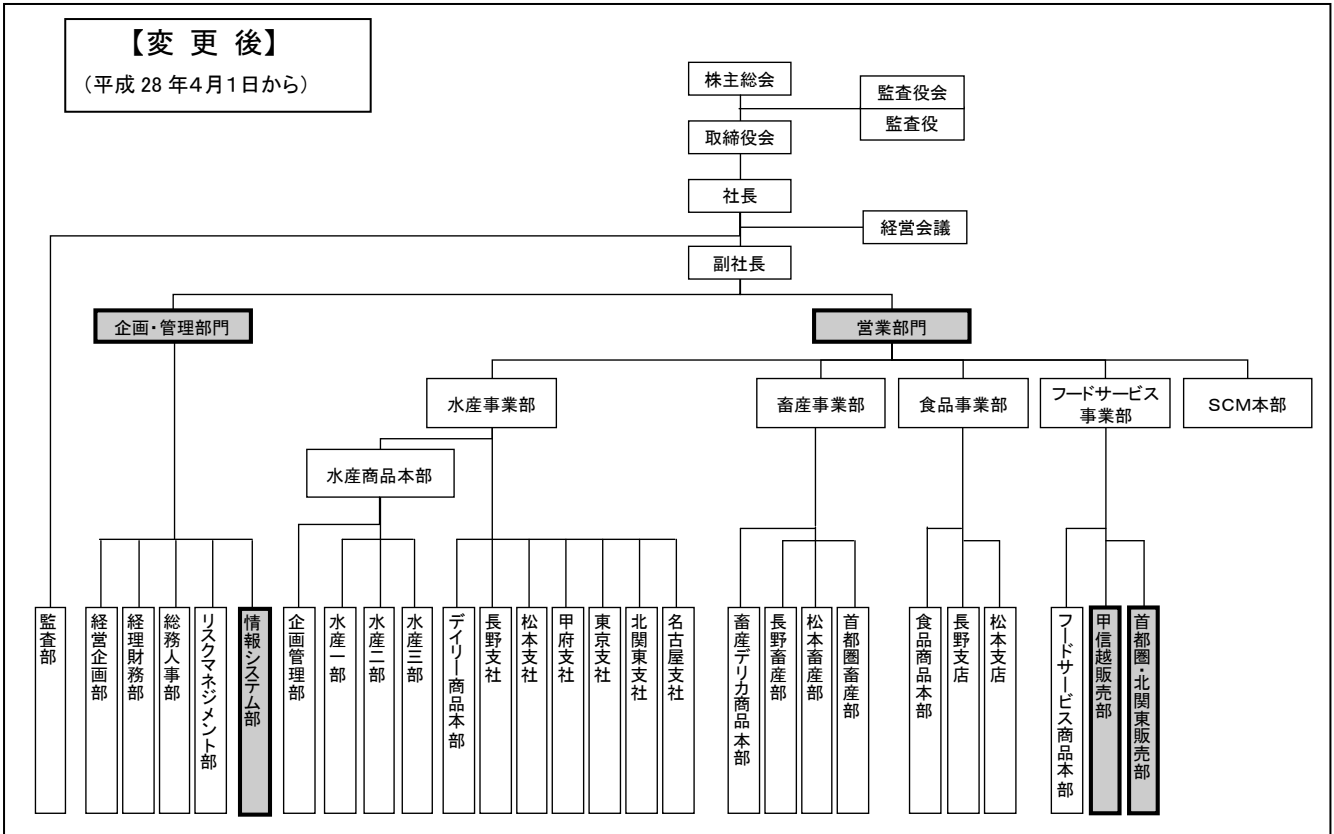 【変 更 後】
（平成 28 年４月１日から）
株主総会
監査役会
監査役
取締役会
社長
経営会議
副社長
企画・管理部門
営業部門
水産事業部
畜産事業部
食品事業部
フードサービス
事業部
ＳＣＭ本部
水産商品本部
監査部
経営企画部
経理財務部
総務人事部
リスクマネジメント部
情報システム部
企画管理部
水産一部
水産二部
水産三部
デイリー商品本部
長野支社
松本支社
甲府支社
東京支社
北関東支社
名古屋支社
畜産デリカ商品本部
長野畜産部
松本畜産部
首都圏畜産部
食品商品本部
長野支店
松本支店
フードサービス商品本部
甲信越販売部
首都圏・北関東販売部